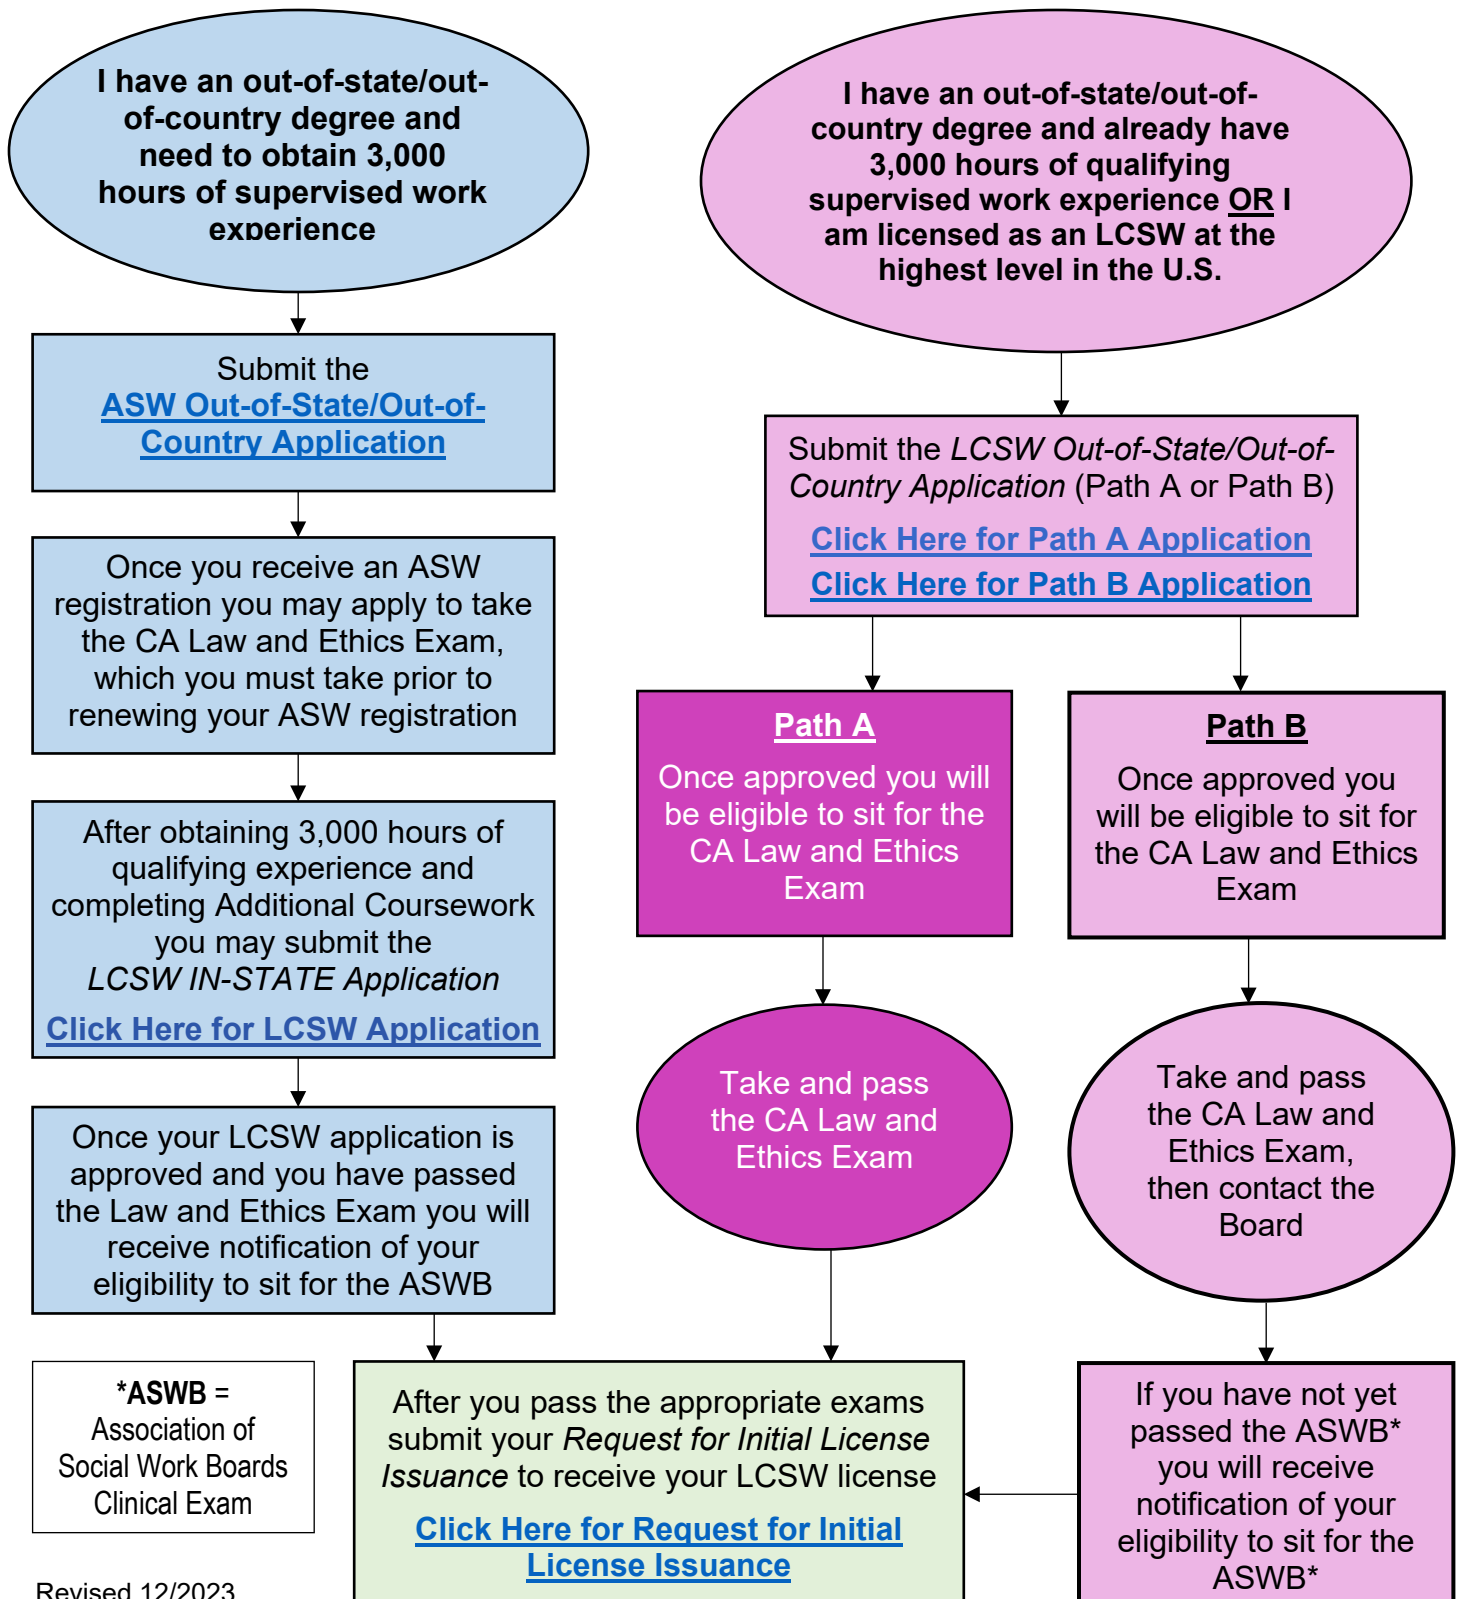 I have an out-of-state/out-
of-country degree and
need to obtain 3,000
hours of supervised work
experience
Submit the
ASW Out-of-State/Out-of-
Country Application
Once you receive an ASW
registration you may apply to take
the CA Law and Ethics Exam,
which you must take prior to
renewing your ASW registration
After obtaining 3,000 hours of
qualifying experience and
completing Additional Coursework
you may submit the
LCSW IN-STATE Application
Click Here for LCSW Application
Once your LCSW application is
approved and you have passed
the Law and Ethics Exam you will
receive notification of your
eligibility to sit for the ASWB
I have an out-of-state/out-of-
country degree and already have
3,000 hours of qualifying
supervised work experience OR I
am licensed as an LCSW at the
highest level in the U.S.
Submit the LCSW Out-of-State/Out-of-
Country Application (Path A or Path B)
Click Here for Path A Application
Click Here for Path B Application
Path A
Once approved you will
be eligible to sit for the
CA Law and Ethics
Exam
Take and pass
the CA Law and
Ethics Exam
Path B
Once approved you
will be eligible to sit for
the CA Law and Ethics
Exam
Take and pass
the CA Law and
Ethics Exam,
then contact the
Board
If you have not yet
passed the ASWB*
you will receive
notification of your
eligibility to sit for the
ASWB*
After you pass the appropriate exams
submit your Request for Initial License
Issuance to receive your LCSW license
Click Here for Request for Initial
License Issuance
*ASWB =
Association of
Social Work Boards
Clinical Exam
Revised 12/2023